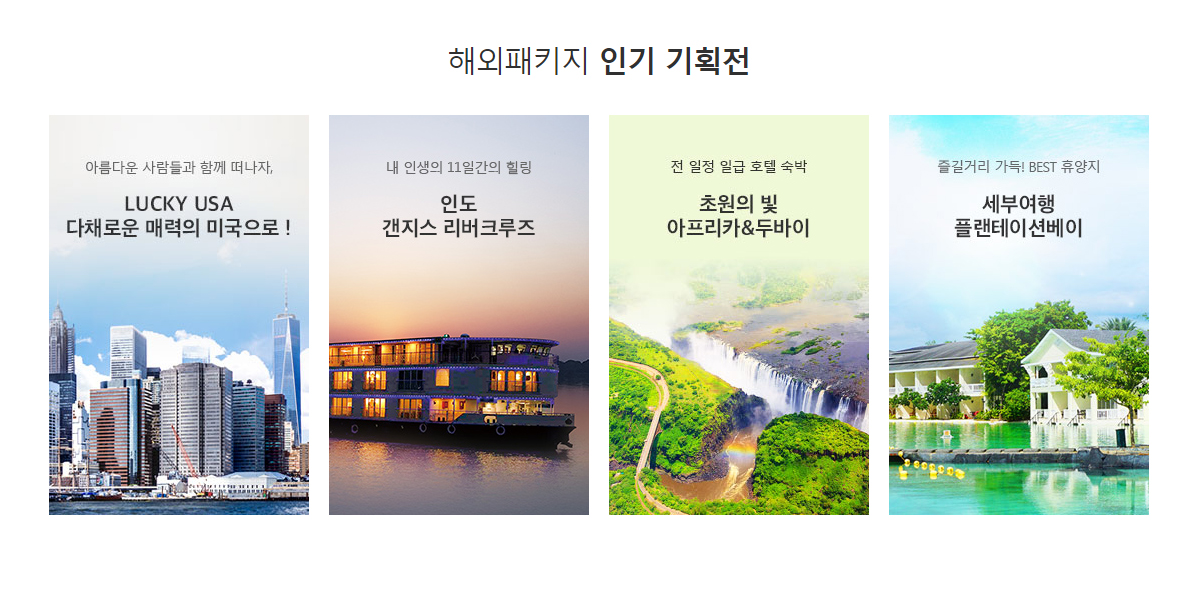 해외패키지 인기 기획전
아름다운 사람들과 함께 떠나자,
LUCKY USA
다채로운 매력의 미국으로 !
내 인생의 11일간의 힐링
인도
갠지스 리버크루즈
전 일정 일급 호텔 숙박
초원의 빛
아프리카&두바이
즐길거리 가득! BEST 휴양지
세부여행
플랜테이션베이